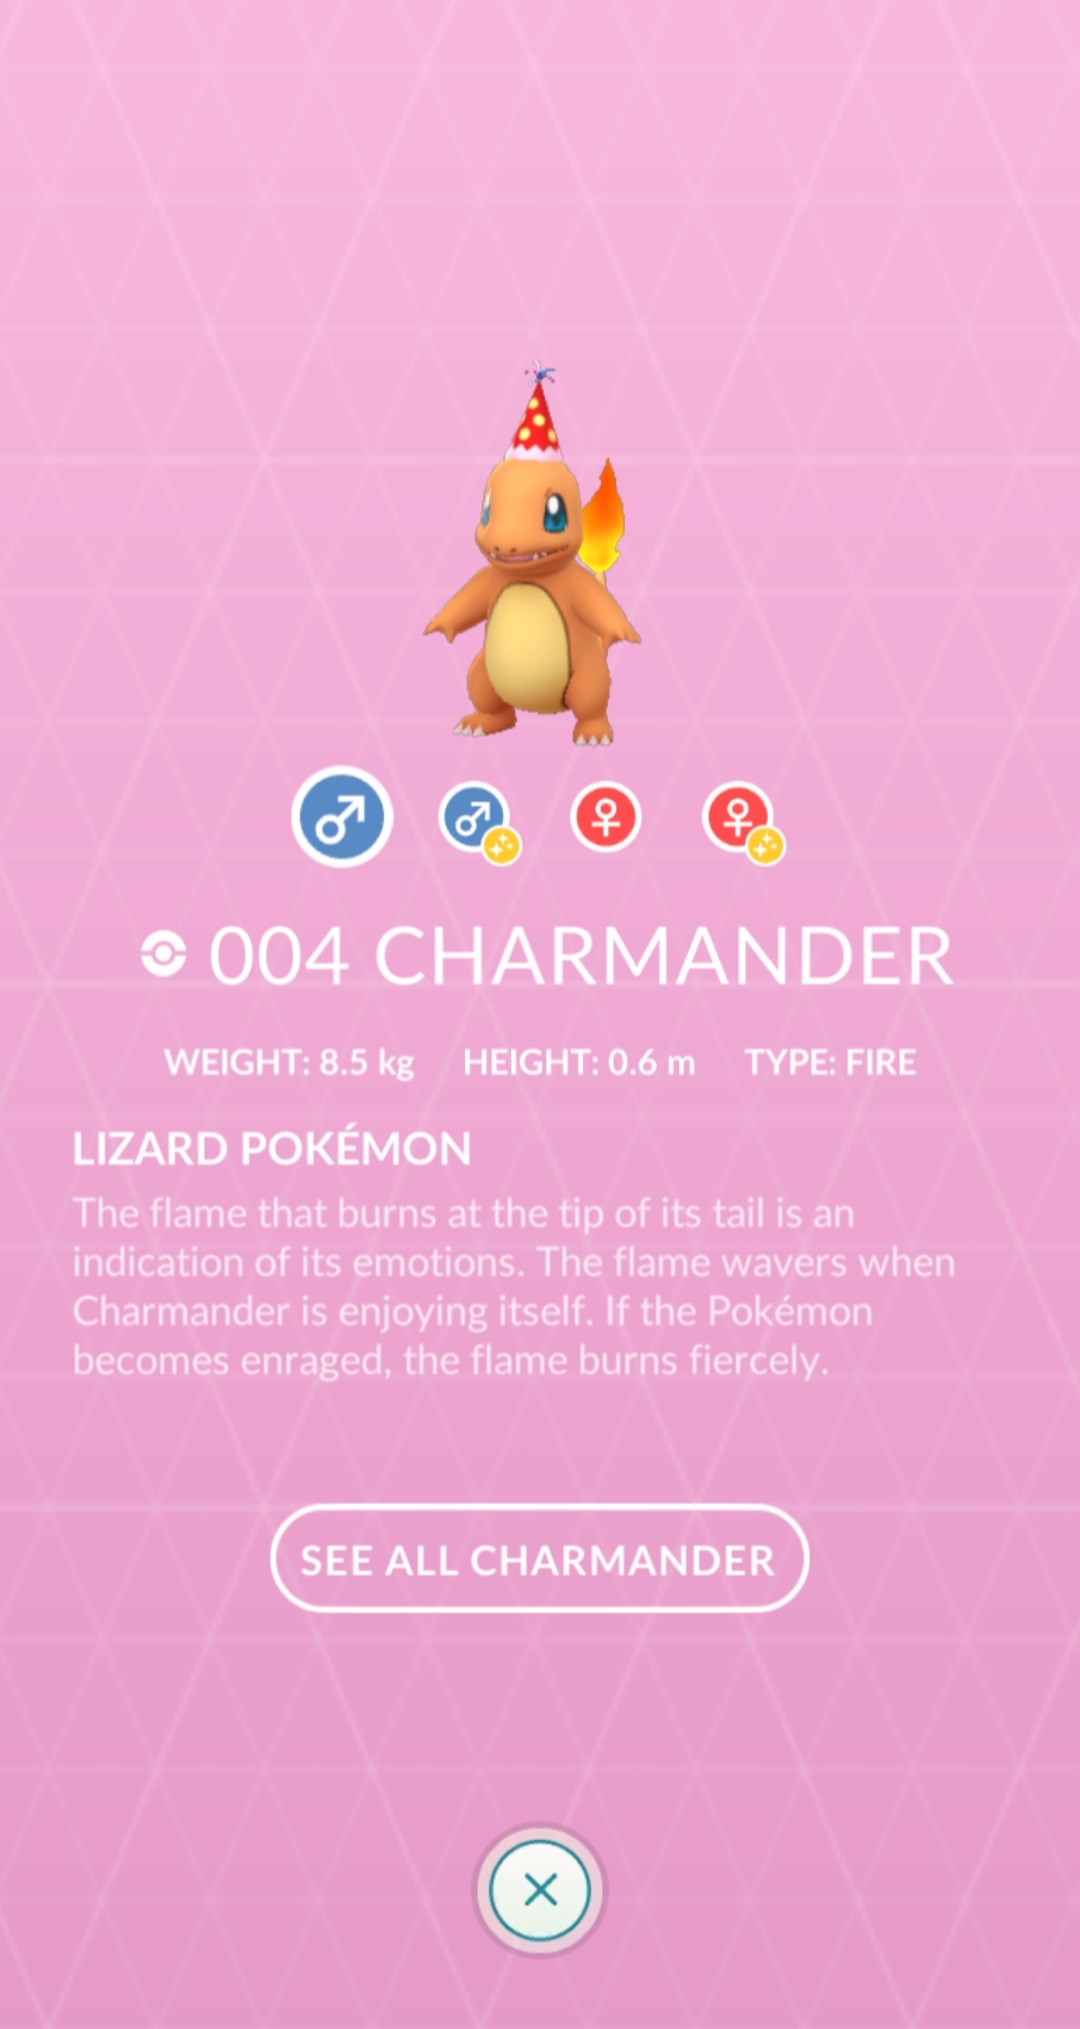 004 CHARMANDER
WEIGHT: 8.5 kg HEIGHT: 0.6 m TYPE: FIRE
LIZARD POKÉMON
The flame that burns at the tip of its tail is an
indication of its emotions. The flame wavers when
Charmander is enjoying itself. If the Pokémon
becomes enraged, the flame burns fiercely.
SEE ALL CHARMANDER